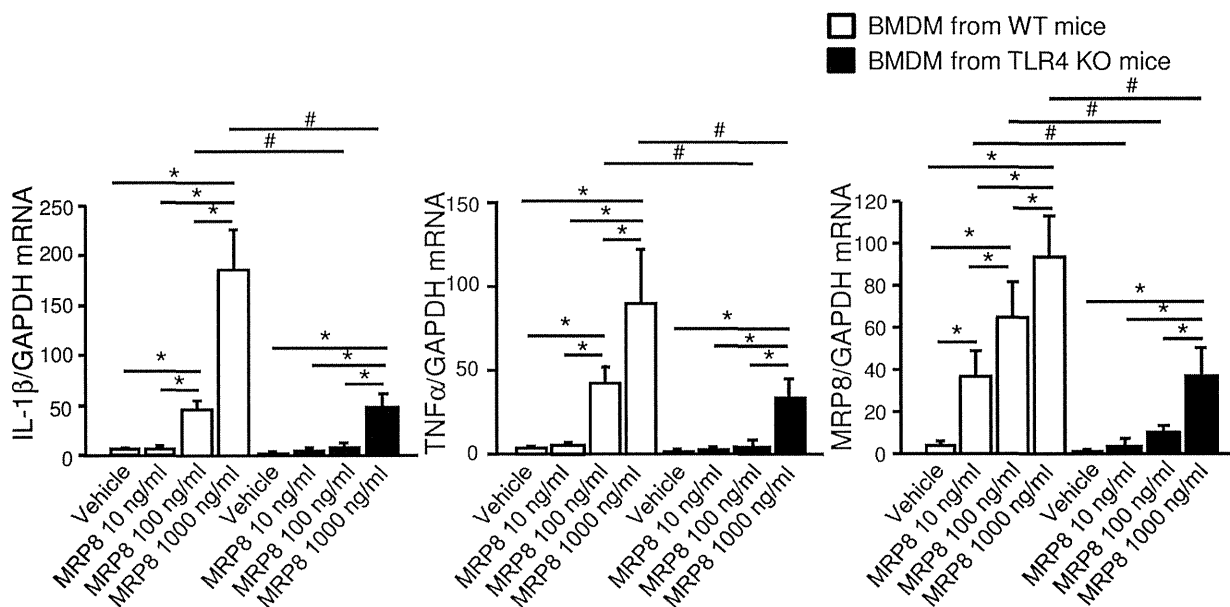 BMDM from WT mice
BMDM from TLR4 KO mice
# #
* * * * * * * *
IL-1β/GAPDH mRNA
250
200
150
100
50
0
Vehicle
MRP8 10 ng/ml
MRP8 100 ng/ml
MRP8 1000 ng/ml
Vehicle
MRP8 10 ng/ml
MRP8 100 ng/ml
MRP8 1000 ng/ml
# #
* * * * * * * *
TNFα/GAPDH mRNA
150
100
50
0
Vehicle
MRP8 10 ng/ml
MRP8 100 ng/ml
MRP8 1000 ng/ml
Vehicle
MRP8 10 ng/ml
MRP8 100 ng/ml
MRP8 1000 ng/ml
# # #
* * * * * * * * *
MRP8/GAPDH mRNA
120
100
80
60
40
20
0
Vehicle
MRP8 10 ng/ml
MRP8 100 ng/ml
MRP8 1000 ng/ml
Vehicle
MRP8 10 ng/ml
MRP8 100 ng/ml
MRP8 1000 ng/ml